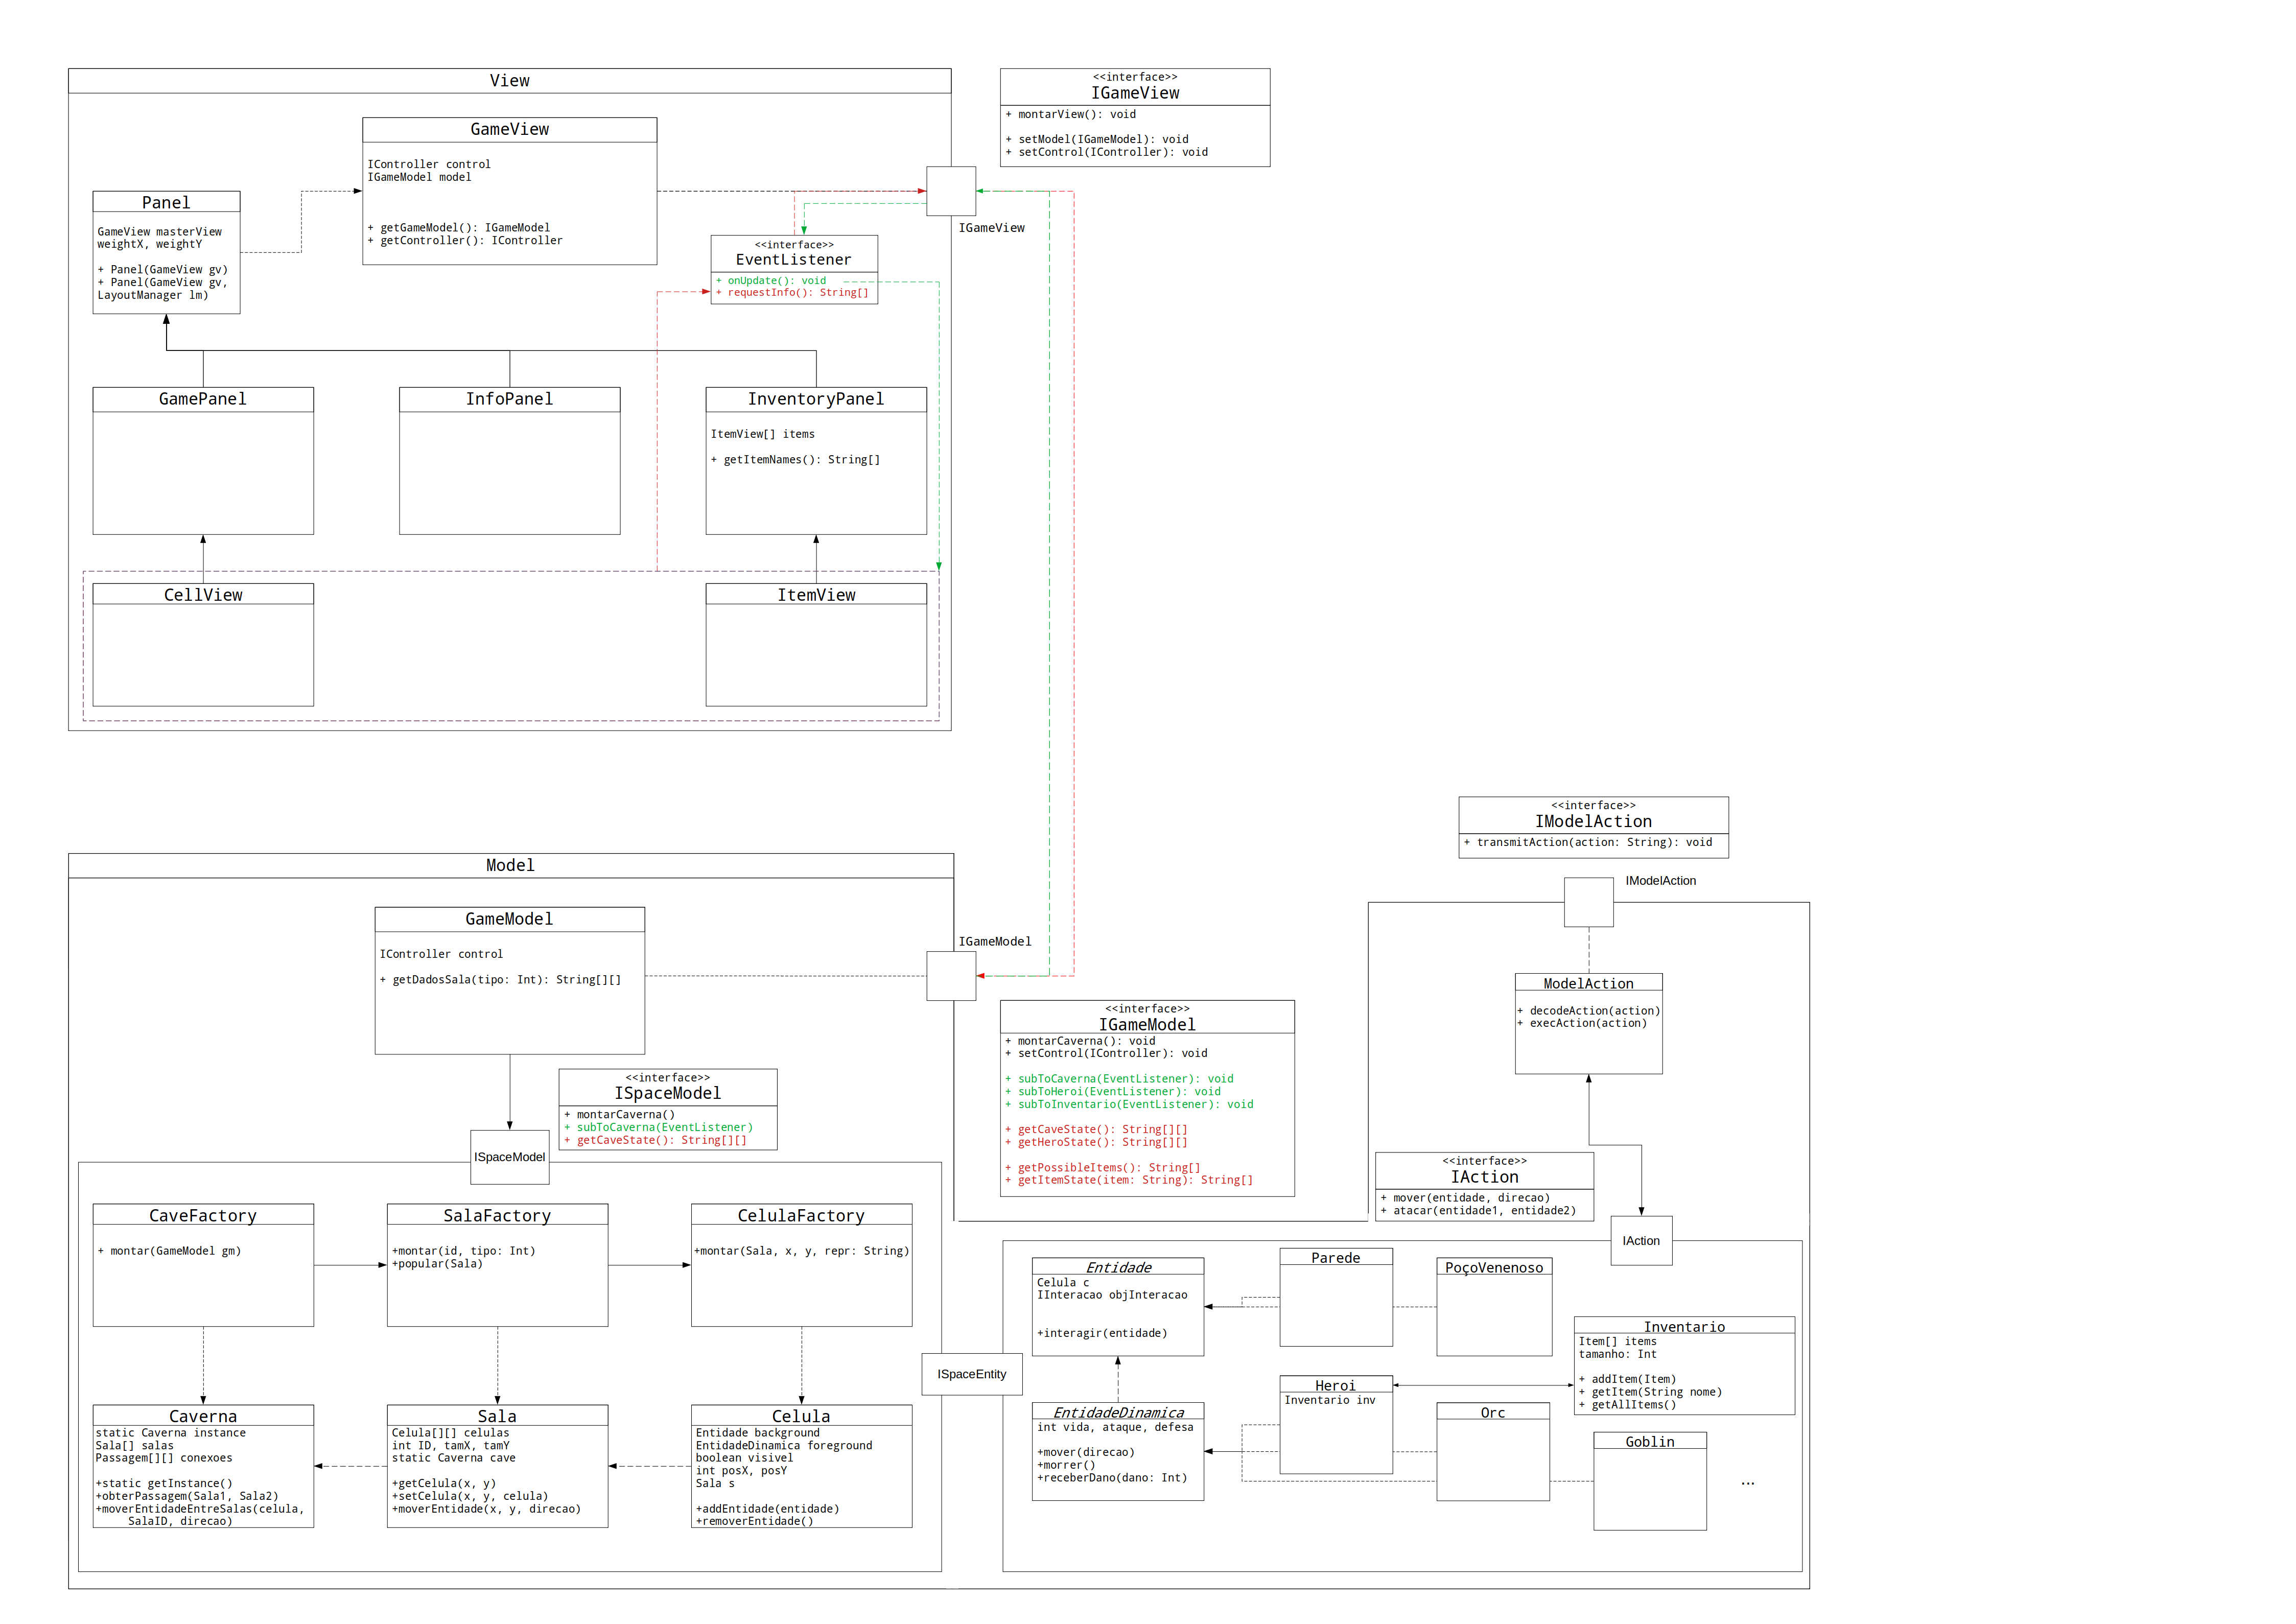 View
GameView
IController control
IGameModel model
+ getGameModel(): IGameModel
+ getController(): IController
<<interface>>
IGameView
+ montarView(): void
+ setModel(IGameModel): void
+ setControl(IController): void
IGameView
Panel
GameView masterView
weightX, weightY
+ Panel(GameView gv)
+ Panel(GameView gv,
LayoutManager lm)
<<interface>>
EventListener
+ onUpdate(): void
+ requestInfo(): String[]
GamePanel
InfoPanel
InventoryPanel
ItemView[] items
+ getItemNames(): String[]
CellView
ItemView
<<interface>>
IModelAction
+ transmitAction(action: String): void
IModelAction
ModelAction
+ decodeAction(action)
+ execAction(action)
Model
GameModel
IController control
+ getDadosSala(tipo: Int): String[][]
IGameModel
<<interface>>
IGameModel
+ montarCaverna(): void
+ setControl(IController): void
+ subToCaverna(EventListener): void
+ subToHeroi(EventListener): void
+ subToInventario(EventListener): void
+ getCaveState(): String[][]
+ getHeroState(): String[][]
+ getPossibleItems(): String[]
+ getItemState(item: String): String[]
<<interface>>
ISpaceModel
+ montarCaverna()
+ subToCaverna(EventListener)
+ getCaveState(): String[][]
ISpaceModel
<<interface>>
IAction
+ mover(entidade, direcao)
+ atacar(entidade1, entidade2)
IAction
CaveFactory
+ montar(GameModel gm)
SalaFactory
+montar(id, tipo: Int)
+popular(Sala)
CelulaFactory
+montar(Sala, x, y, repr: String)
Caverna
static Caverna instance
Sala[] salas
Passagem[][] conexoes
+static getInstance()
+obterPassagem(Sala1, Sala2)
+moverEntidadeEntreSalas(celula,
SalaID, direcao)
Sala
Celula[][] celulas
int ID, tamX, tamY
static Caverna cave
+getCelula(x, y)
+setCelula(x, y, celula)
+moverEntidade(x, y, direcao)
Celula
Entidade background
EntidadeDinamica foreground
boolean visivel
int posX, posY
Sala s
+addEntidade(entidade)
+removerEntidade()
ISpaceEntity
Entidade
Celula c
IInteracao objInteracao
+interagir(entidade)
Parede
PoçoVenenoso
Inventario
Item[] items
tamanho: Int
+ addItem(Item)
+ getItem(String nome)
+ getAllItems()
EntidadeDinamica
int vida, ataque, defesa
+mover(direcao)
+morrer()
+receberDano(dano: Int)
Heroi
Inventario inv
Orc
Goblin
...